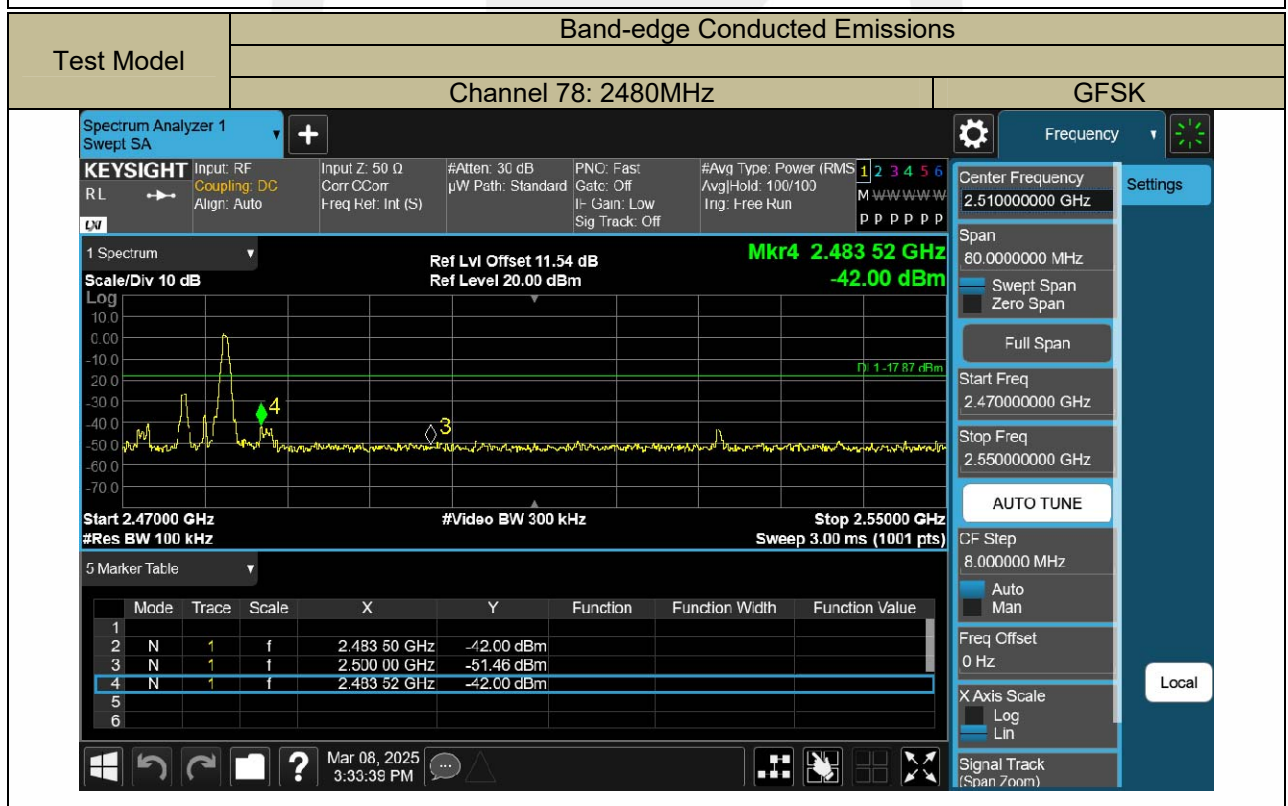 Band-edge Conducted Emissions
Test Model
Channel 78: 2480MHz GFSK
Spectrum Analyzer 1
Swept SA
Frequency
KEYSIGHT
RL
LXI
Input: RF
Coupling: DC
Align: Auto
Input Z: 50 Ω
Corr CCorr
Freq Ref: Int (S)
#Atten: 30 dB
µW Path: Standard
PNO: Fast
Gate: Off
IF Gain: Low
Sig Track: Off
#Avg Type: Power (RMS
Avg|Hold: 100/100
Trig: Free Run
1 2 3 4 5 6
M W W W W W
P P P P P P
1 Spectrum
Scale/Div 10 dB
Log
Ref Lvl Offset 11.54 dB
Ref Level 20.00 dBm
Mkr4 2.483 52 GHz
-42.00 dBm
10.0
0.00
-10 0
20 0
-30 0
-40 0
-50 0
-60 0
-70 0
DL1 -17.87 dBm
4
3
Start 2.47000 GHz
#Res BW 100 kHz
#Video BW 300 kHz
Stop 2.55000 GHz
Sweep 3.00 ms (1001 pts)
5 Marker Table
Mode Trace Scale X Y Function Function Width Function Value
1
2 N 1 f 2.483 50 GHz -42.00 dBm
3 N 1 f 2.500 00 GHz -51.46 dBm
4 N 1 f 2.483 52 GHz -42.00 dBm
5
6
Mar 08, 2025
3:33:39 PM
?
Center Frequency
2.510000000 GHz
Settings
Span
80.0000000 MHz
Swept Span
Zero Span
Full Span
Start Freq
2.470000000 GHz
Stop Freq
2.550000000 GHz
AUTO TUNE
CF Step
8.000000 MHz
Auto
Man
Freq Offset
0 Hz
X Axis Scale
Log
Lin
Local
Signal Track
(Span Zoom)